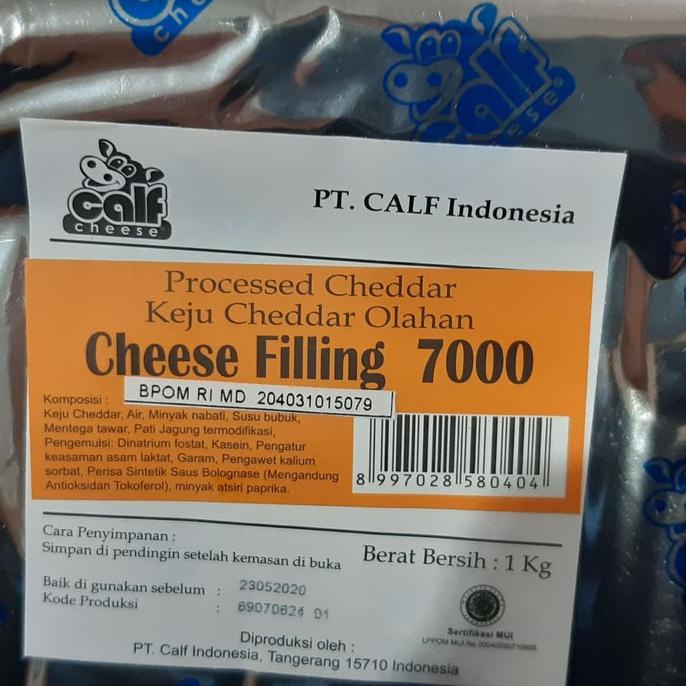 calf
cheese
PT. CALF Indonesia
Processed Cheddar
Keju Cheddar Olahan
Cheese Filling 7000
Komposisi :
BPOM RI MD 204031015079
Keju Cheddar, Air, Minyak nabati, Susu bubuk,
Mentega tawar, Pati Jagung termodifikasi,
Pengemulsi: Dinatrium fostat, Kasein, Pengatur
keasaman asam laktat, Garam, Pengawet kalium
sorbat, Perisa Sintetik Saus Bolognase (Mengandung
Antioksidan Tokoferol), minyak atsiri paprika.
8 997028 580404
Cara Penyimpanan :
Simpan di pendingin setelah kemasan di buka
Berat Bersih : 1 Kg
Baik di gunakan sebelum : 23052020
Kode Produksi : 69070624 01
Sertifikasi MUI
LPPOM MUI No
Diproduksi oleh :
PT. Calf Indonesia, Tangerang 15710 Indonesia